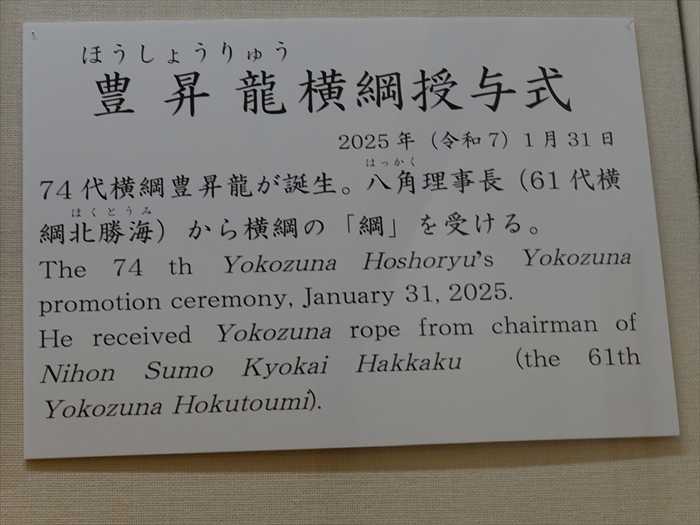 ほうしょうりゅう
豊昇龍横綱授与式
2025年（令和7）1月31日
はっかく
74代横綱豊昇龍が誕生。八角理事長（61代横
はくとうみ
綱北勝海）から横綱の「綱」を受ける。
The 74 th Yokozuna Hoshoryu's Yokozuna
promotion ceremony, January 31, 2025.
He received Yokozuna rope from chairman of
Nihon Sumo Kyokai Hakkaku (the 61th
Yokozuna Hokutoumi).